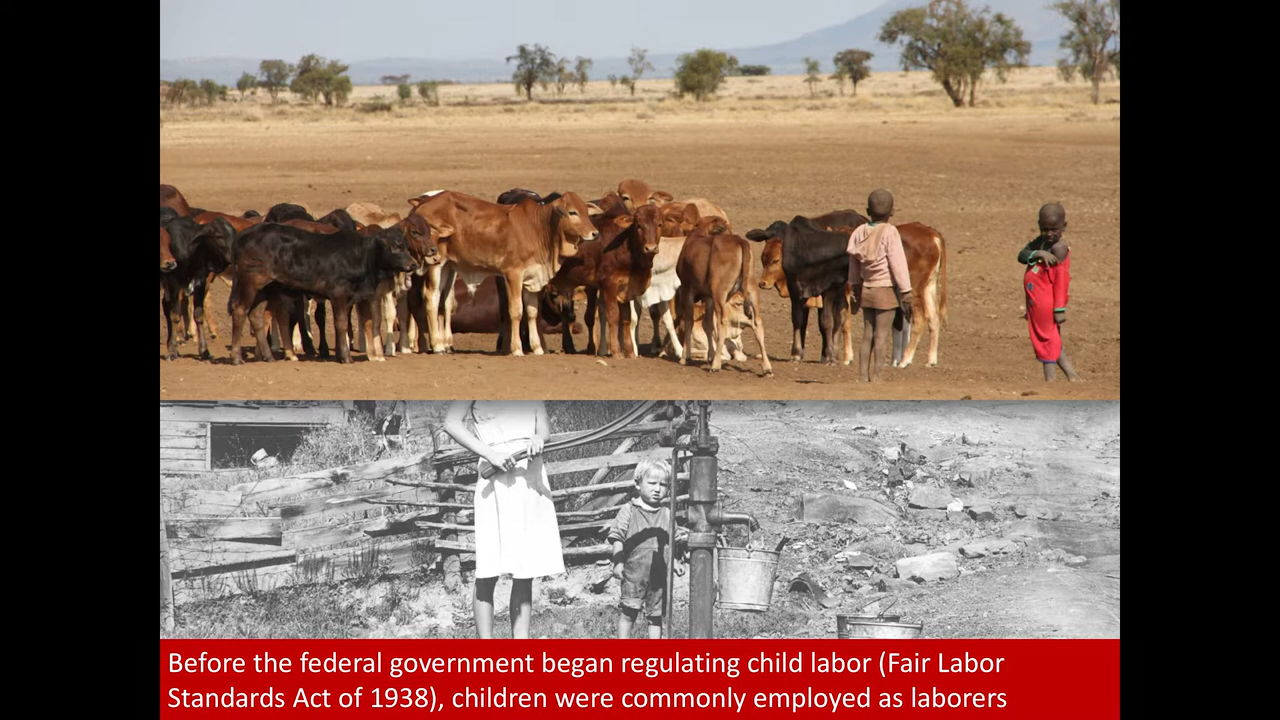 Before the federal government began regulating child labor (Fair Labor
Standards Act of 1938), children were commonly employed as laborers